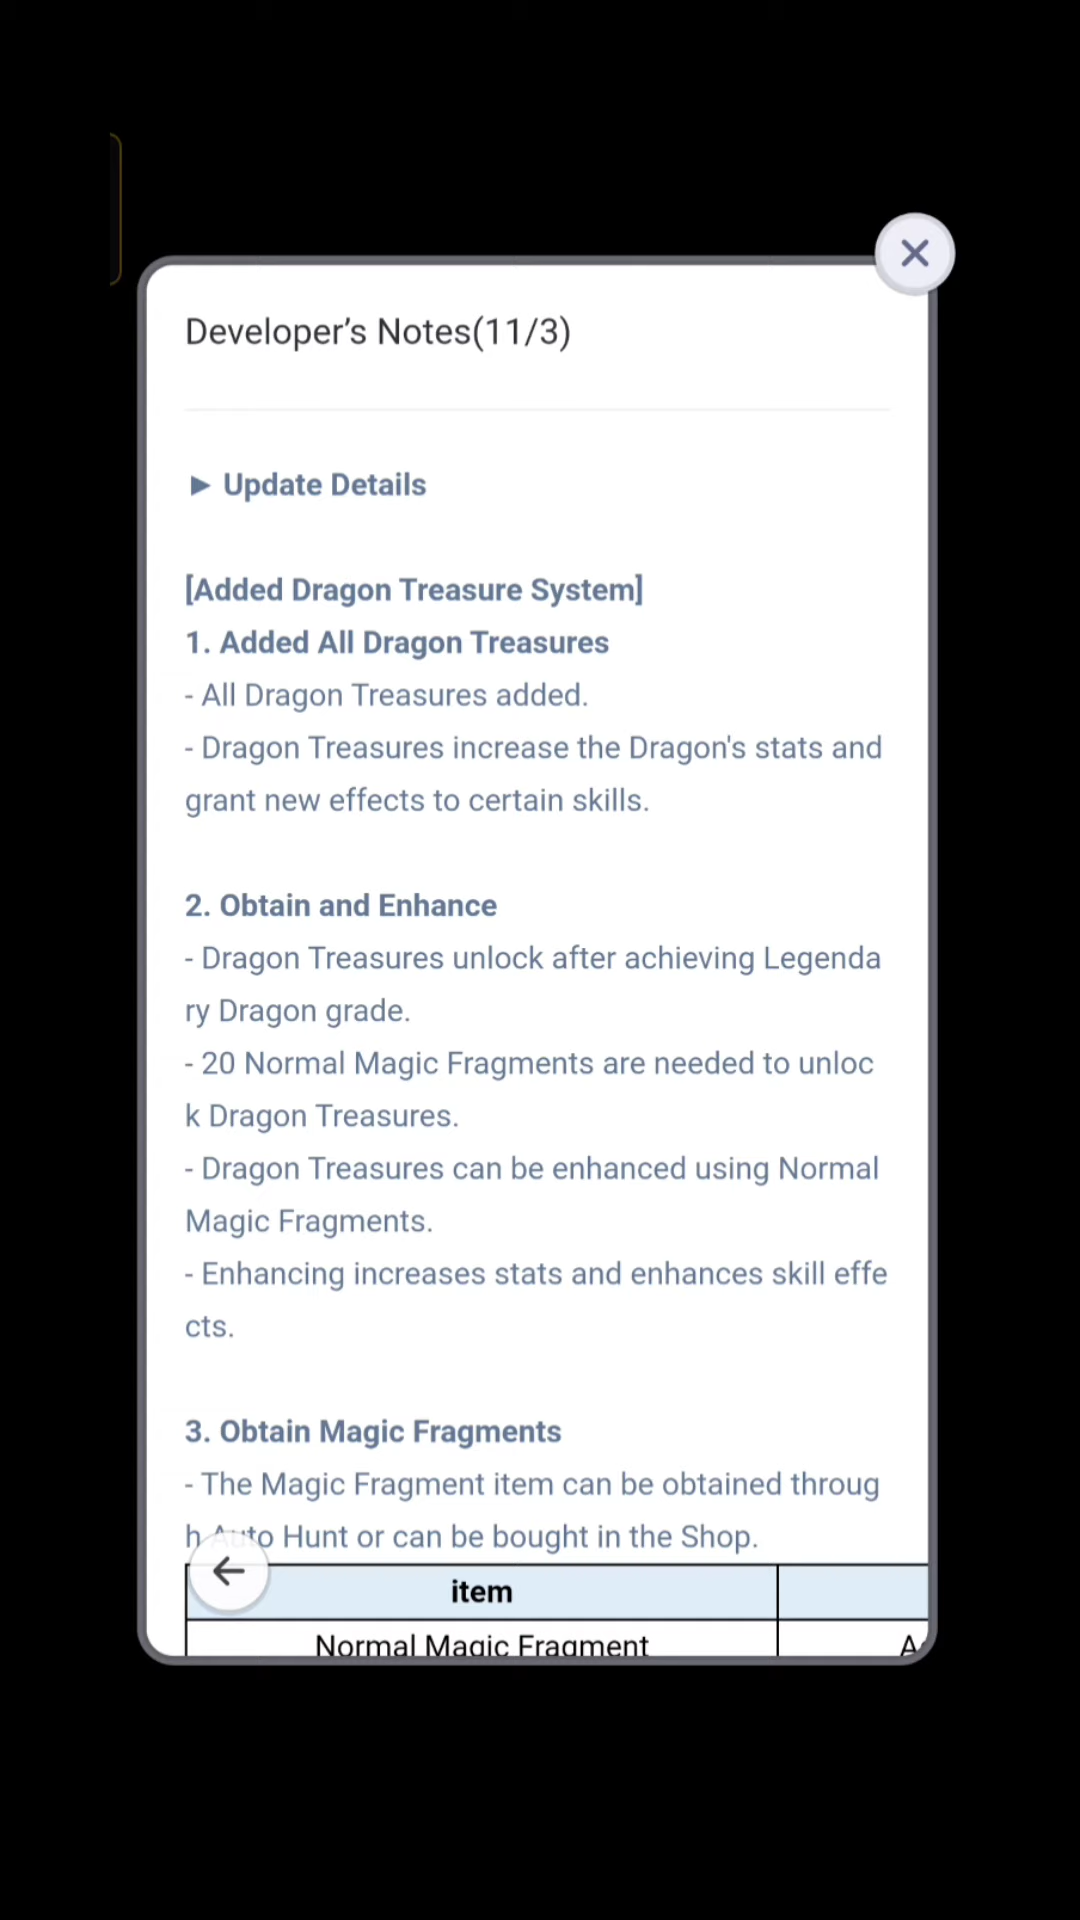 Developer’s Notes(11/3)
► Update Details
[Added Dragon Treasure System]
1. Added All Dragon Treasures
- All Dragon Treasures added.
- Dragon Treasures increase the Dragon's stats and
grant new effects to certain skills.
2. Obtain and Enhance
- Dragon Treasures unlock after achieving Legenda
ry Dragon grade.
- 20 Normal Magic Fragments are needed to unloc
k Dragon Treasures.
- Dragon Treasures can be enhanced using Normal
Magic Fragments.
- Enhancing increases stats and enhances skill effe
cts.
3. Obtain Magic Fragments
- The Magic Fragment item can be obtained throug
h Auto Hunt or can be bought in the Shop.
item
Normal Magic Fragment